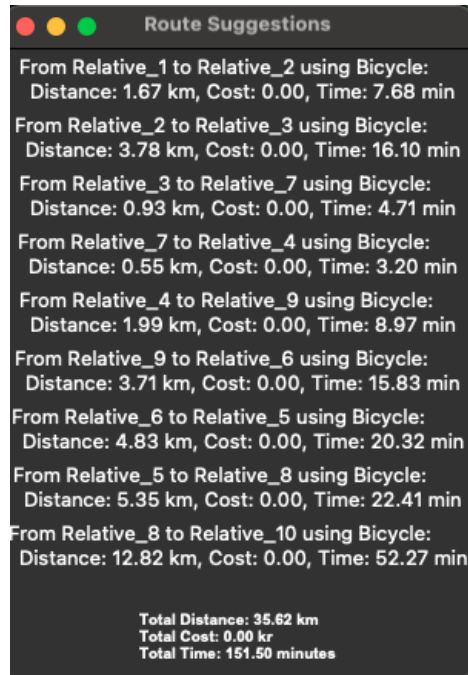 Route Suggestions
From Relative_1 to Relative_2 using Bicycle:
Distance: 1.67 km, Cost: 0.00, Time: 7.68 min
From Relative_2 to Relative_3 using Bicycle:
Distance: 3.78 km, Cost: 0.00, Time: 16.10 min
From Relative_3 to Relative_7 using Bicycle:
Distance: 0.93 km, Cost: 0.00, Time: 4.71 min
From Relative_7 to Relative_4 using Bicycle:
Distance: 0.55 km, Cost: 0.00, Time: 3.20 min
From Relative_4 to Relative_9 using Bicycle:
Distance: 1.99 km, Cost: 0.00, Time: 8.97 min
From Relative_9 to Relative_6 using Bicycle:
Distance: 3.71 km, Cost: 0.00, Time: 15.83 min
From Relative_6 to Relative_5 using Bicycle:
Distance: 4.83 km, Cost: 0.00, Time: 20.32 min
From Relative_5 to Relative_8 using Bicycle:
Distance: 5.35 km, Cost: 0.00, Time: 22.41 min
From Relative_8 to Relative_10 using Bicycle:
Distance: 12.82 km, Cost: 0.00, Time: 52.27 min
Total Distance: 35.62 km
Total Cost: 0.00 kr
Total Time: 151.50 minutes